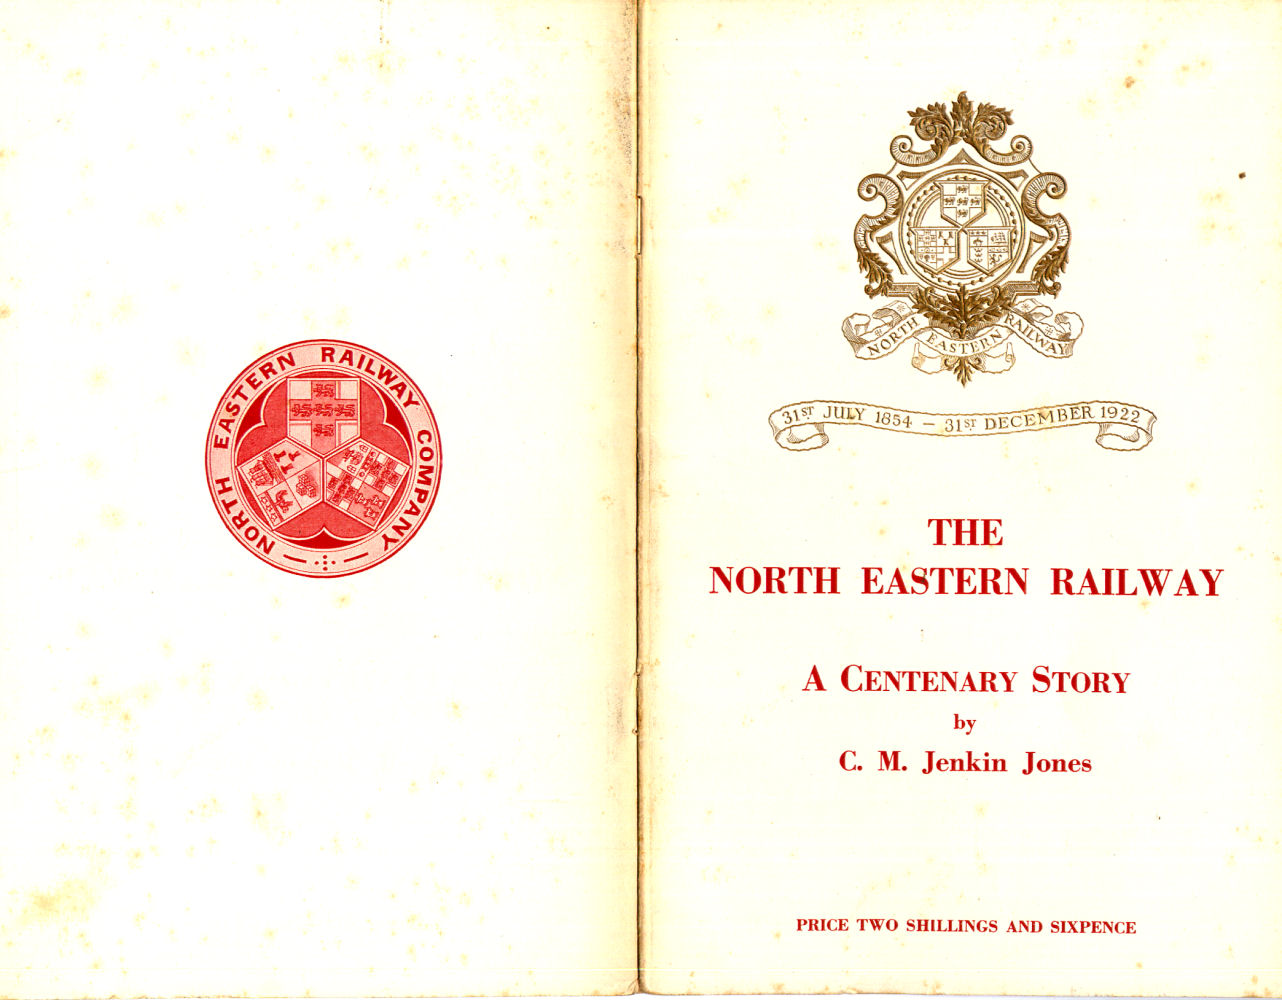 NORTH EASTERN RAILWAY COMPANY
NORTH EASTERN RAILWAY
31ST JULY 1854 — 31ST DECEMBER 1922
THE
NORTH EASTERN RAILWAY
A CENTENARY STORY
by
C. M. Jenkin Jones
PRICE TWO SHILLINGS AND SIXPENCE